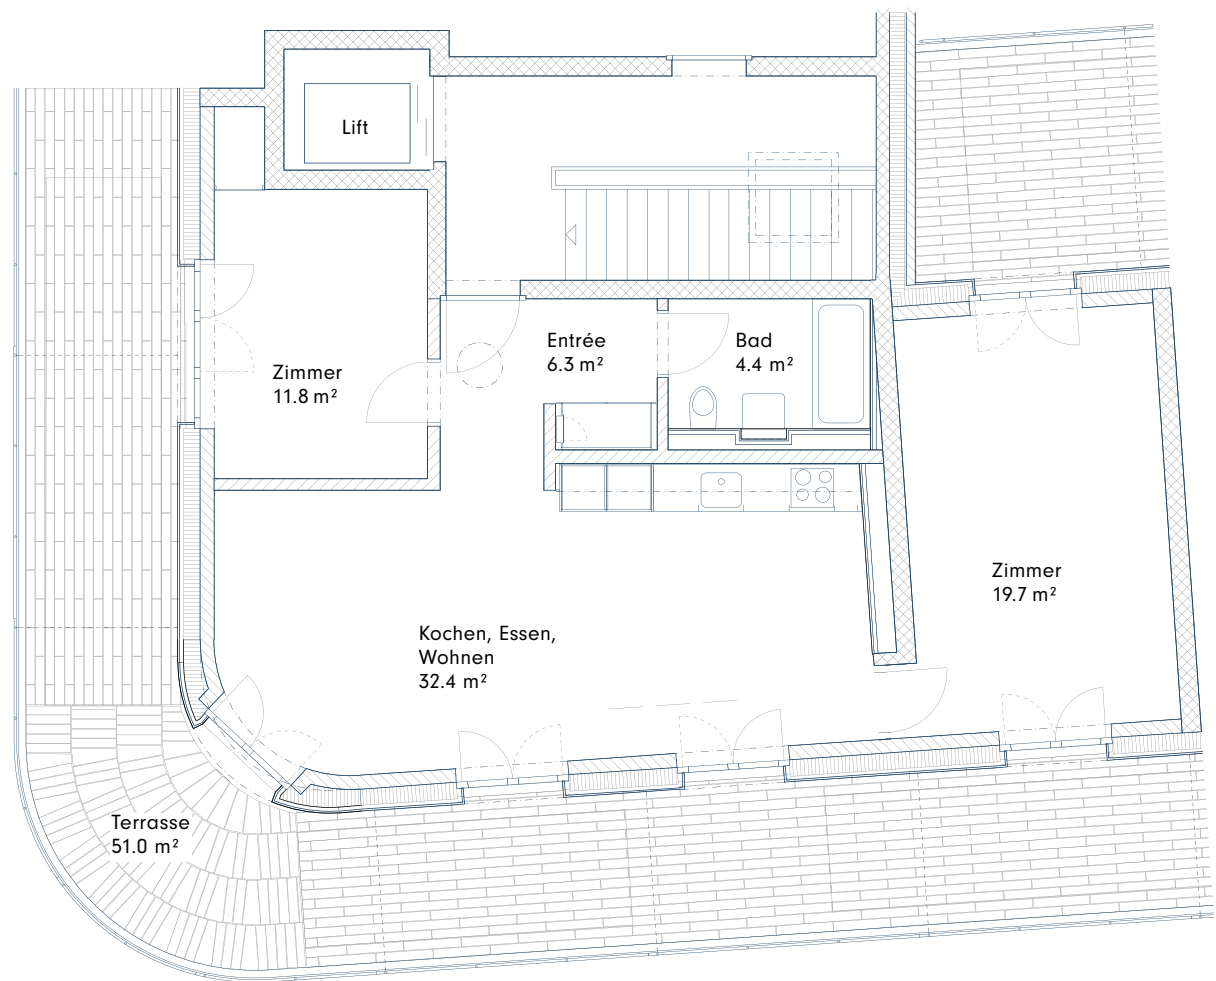 Lift
Entrée
6.3 m²
Bad
4.4 m²
Zimmer
11.8 m²
Zimmer
19.7 m²
Kochen, Essen,
Wohnen
32.4 m²
Terrasse
51.0 m²